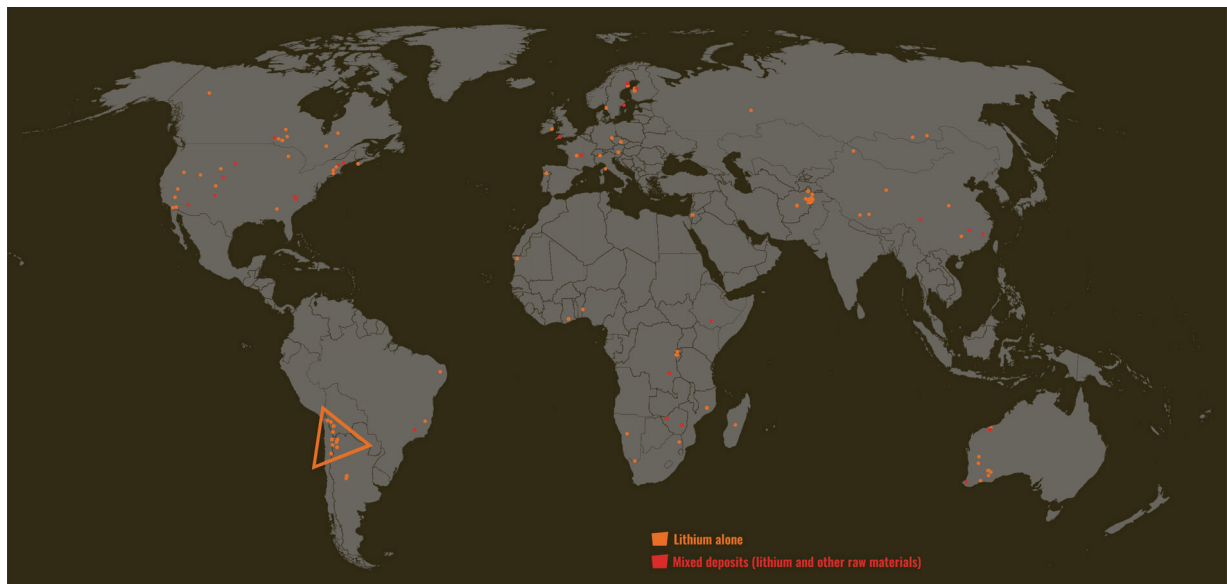 Lithium alone
Mixed deposits (lithium and other raw materials)